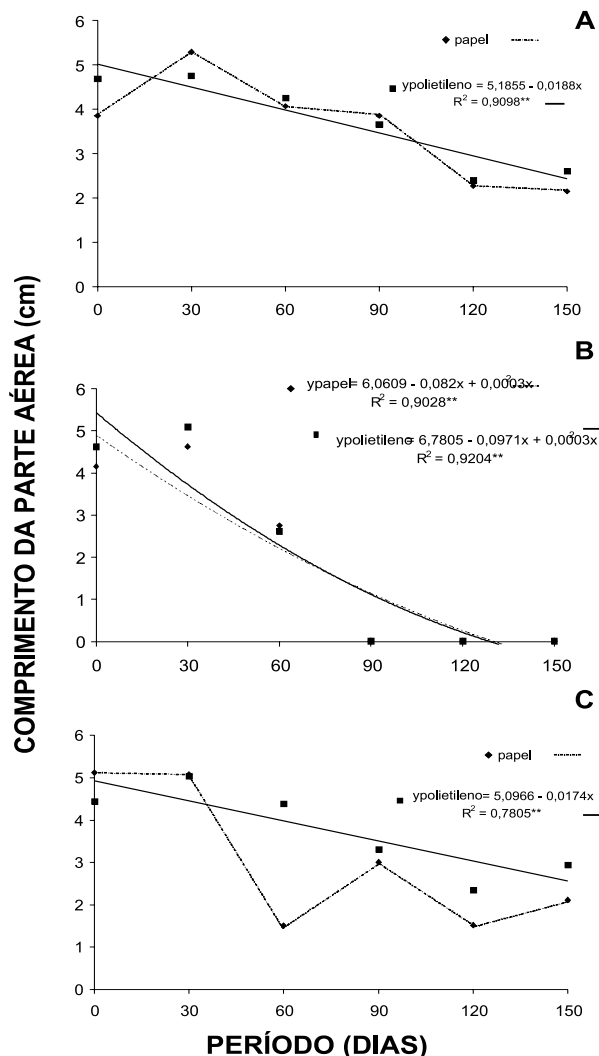 COMPRIMENTO DA PARTE AÉREA (cm)
A
papel
ypolietileno = 5,1855 - 0,0188x
R² = 0,9098**
6
5
4
3
2
1
0
0 30 60 90 120 150
B
ypapel= 6,0609 - 0,082x + 0,0003x²
R² = 0,9028**
ypolietileno= 6,7805 - 0,0971x + 0,0003x²
R² = 0,9204**
6
5
4
3
2
1
0
0 30 60 90 120 150
C
papel
ypolietileno= 5,0966 - 0,0174x
R² = 0,7805**
6
5
4
3
2
1
0
0 30 60 90 120 150
PERÍODO (DIAS)